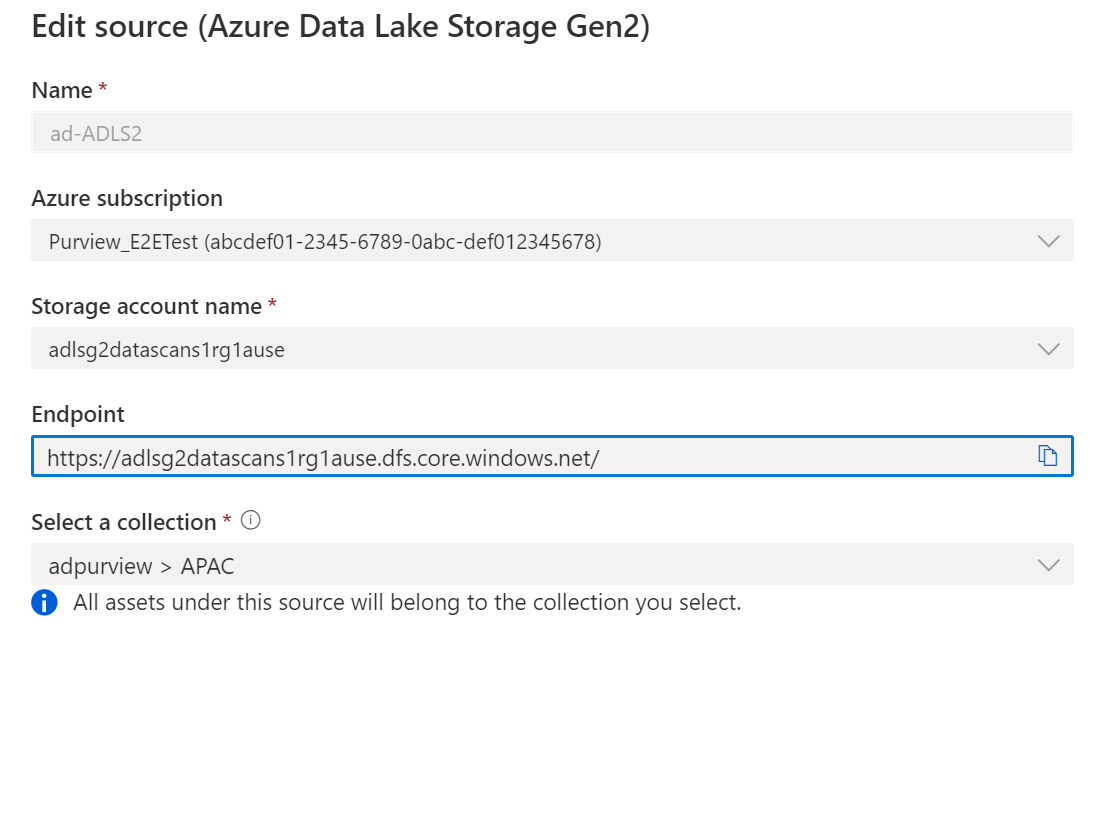 Edit source (Azure Data Lake Storage Gen2)
Name *
ad-ADLS2
Azure subscription
Purview_E2ETest (abcdef01-2345-6789-0abc-def012345678)
Storage account name *
adlsg2datascans1rg1ause
Endpoint
https://adlsg2datascans1rg1ause.dfs.core.windows.net/
Select a collection *
adpurview > APAC
All assets under this source will belong to the collection you select.